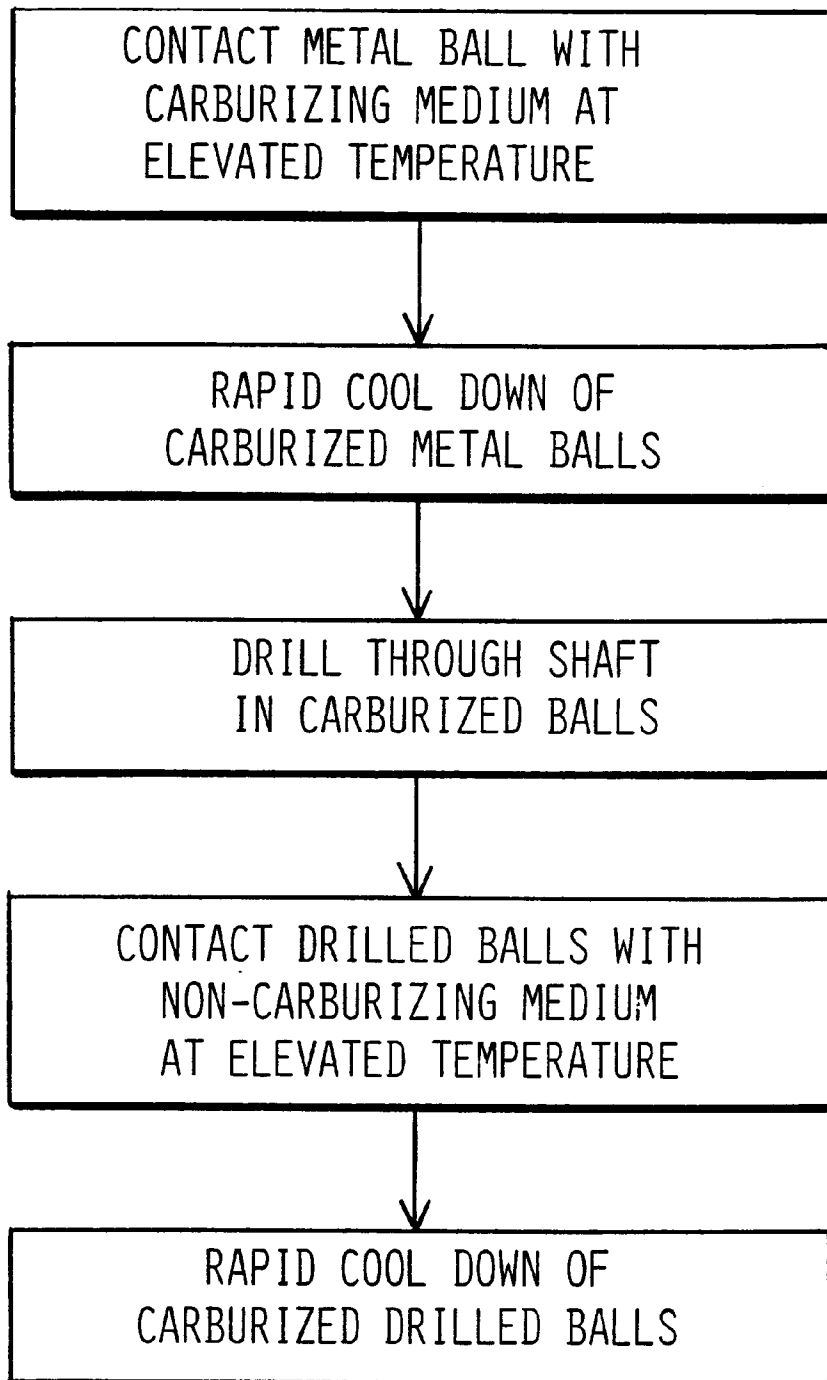 CONTACT METAL BALL WITH
CARBURIZING MEDIUM AT
ELEVATED TEMPERATURE
RAPID COOL DOWN OF
CARBURIZED METAL BALLS
DRILL THROUGH SHAFT
IN CARBURIZED BALLS
CONTACT DRILLED BALLS WITH
NON-CARBURIZING MEDIUM
AT ELEVATED TEMPERATURE
RAPID COOL DOWN OF
CARBURIZED DRILLED BALLS